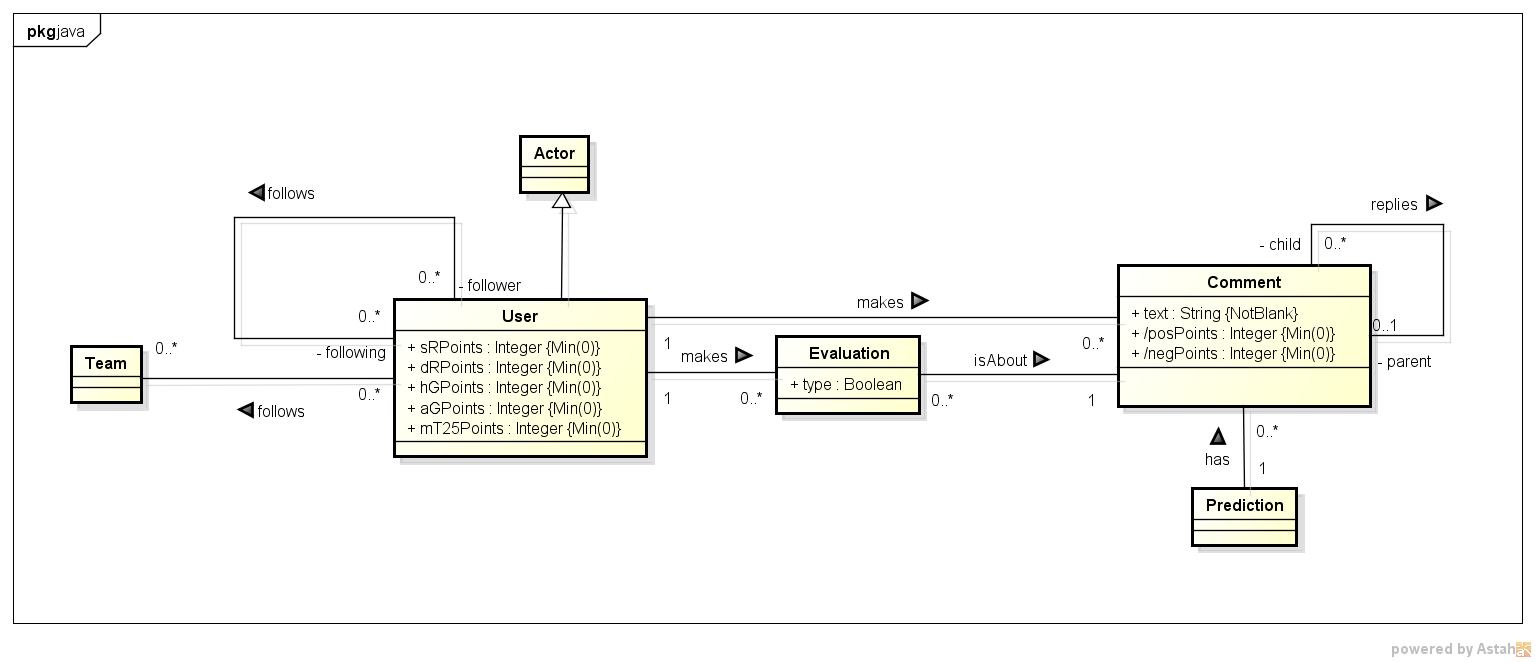 pkg java
Actor
follows
replies
- child
0..*
0..*
- follower
Comment
+ text : String {NotBlank}
+ /posPoints : Integer {Min(0)}
+ /negPoints : Integer {Min(0)}
0..1
- parent
makes
0..*
User
+ sRPoints : Integer {Min(0)}
+ dRPoints : Integer {Min(0)}
+ hGPoints : Integer {Min(0)}
+ aGPoints : Integer {Min(0)}
+ mT25Points : Integer {Min(0)}
- following
1
0..*
makes
Evaluation
+ type : Boolean
isAbout
Team
0..*
0..*
follows
1
0..*
0..*
1
0..*
has
1
Prediction
powered by Astah